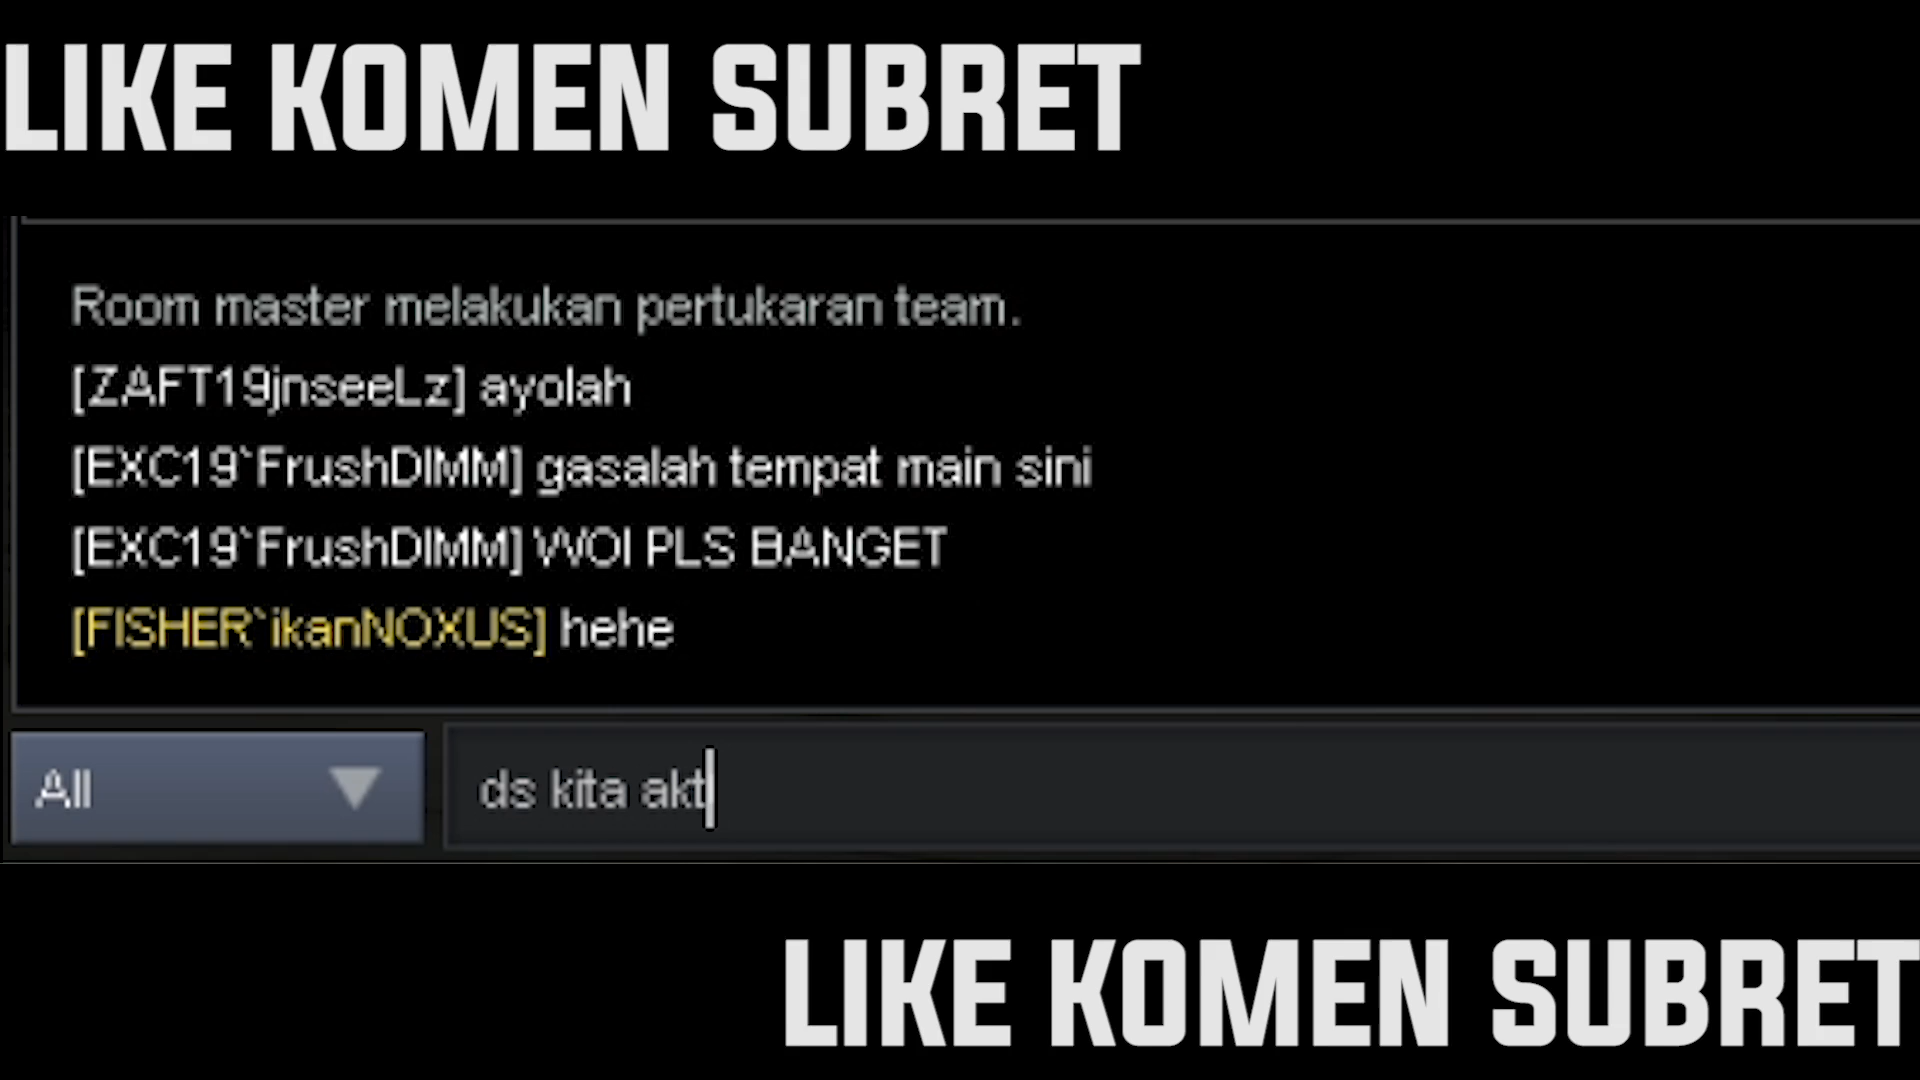 LIKE KOMEN SUBRET
Room master melakukan pertukaran team.
[ZAFT19jnseeLz] ayolah
[EXC19`FrushDIMM] gasalah tempat main sini
[EXC19`FrushDIMM] WOI PLS BANGET
[FISHER`ikanNOXUS] hehe
All
ds kita akt
LIKE KOMEN SUBRET